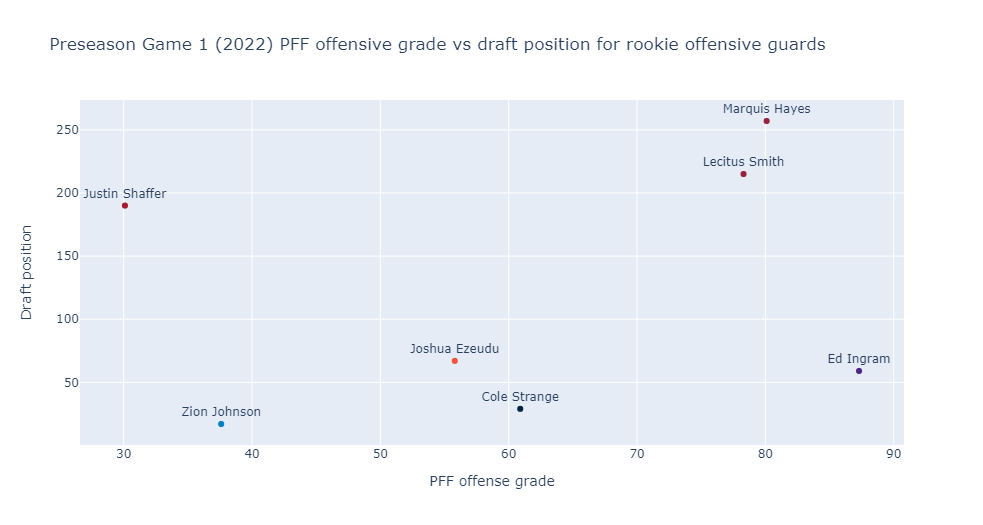 Preseason Game 1 (2022) PFF offensive grade vs draft position for rookie offensive guards
Marquis Hayes
250
Lecitus Smith
200
Justin Shaffer
150
Draft position
100
Joshua Ezeudu
Ed Ingram
50
Cole Strange
Zion Johnson
30 40 50 60 70 80 90
PFF offense grade